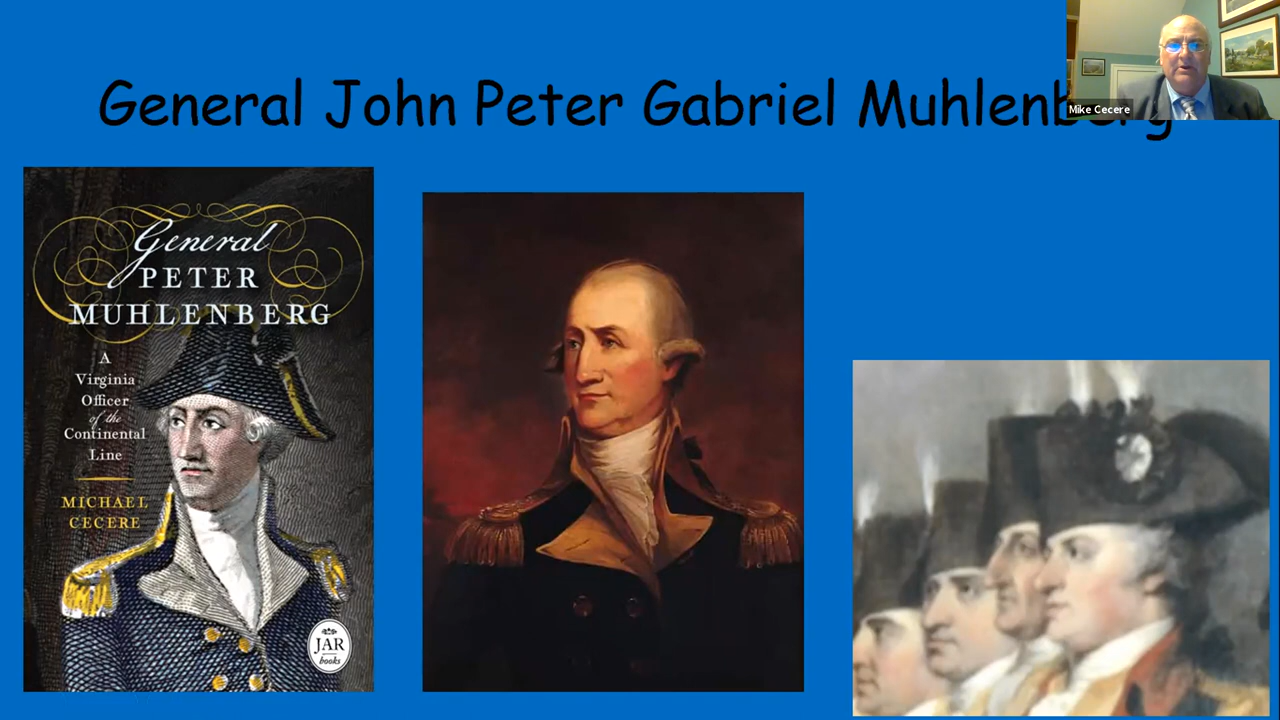 General John Peter Gabriel Muhlenberg
Mike Cecere
General
PETER
MUHLENBERG
A
Virginia
Officer
of the
Continental
Line
MICHAEL
CECERE
JAR
books